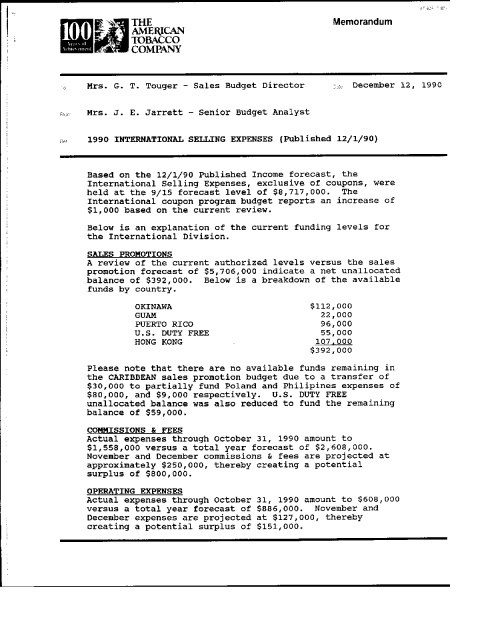 Memorandum
100 THE
Years of AMERICAN
Achievement TOBACCO
COMPANY
To Mrs. G. T. Touger - Sales Budget Director Date December 12, 1990
From Mrs. J. E. Jarrett - Senior Budget Analyst
1990 INTERNATIONAL SELLING EXPENSES (Published 12/1/90)
Based on the 12/1/90 Published Income forecast, the
International Selling Expenses, exclusive of coupons, were
held at the 9/15 forecast level of $8,717,000. The
International coupon program budget reports an increase of
$1,000 based on the current review.
Below is an explanation of the current funding levels for
the International Division.
SALES PROMOTIONS
A review of the current authorized levels versus the sales
promotion forecast of $5,706,000 indicate a net unallocated
balance of $392,000. Below is a breakdown of the available
funds by country.
OKINAWA $112,000
GUAM 22,000
PUERTO RICO 96,000
U.S. DUTY FREE 55,000
HONG KONG 107,000
$392,000
Please note that there are no available funds remaining in
the CARIBBEAN sales promotion budget due to a transfer of
$30,000 to partially fund Poland and Philipines expenses of
$80,000, and $9,000 respectively. U.S. DUTY FREE
unallocated balance was also reduced to fund the remaining
balance of $59,000.
COMMISSIONS & FEES
Actual expenses through October 31, 1990 amount to
$1,558,000 versus a total year forecast of $2,608,000.
November and December commissions & fees are projected at
approximately $250,000, thereby creating a potential
surplus of $800,000.
OPERATING EXPENSES
Actual expenses through October 31, 1990 amount to $608,000
versus a total year forecast of $886,000. November and
December expenses are projected at $127,000, thereby
creating a potential surplus of $151,000.